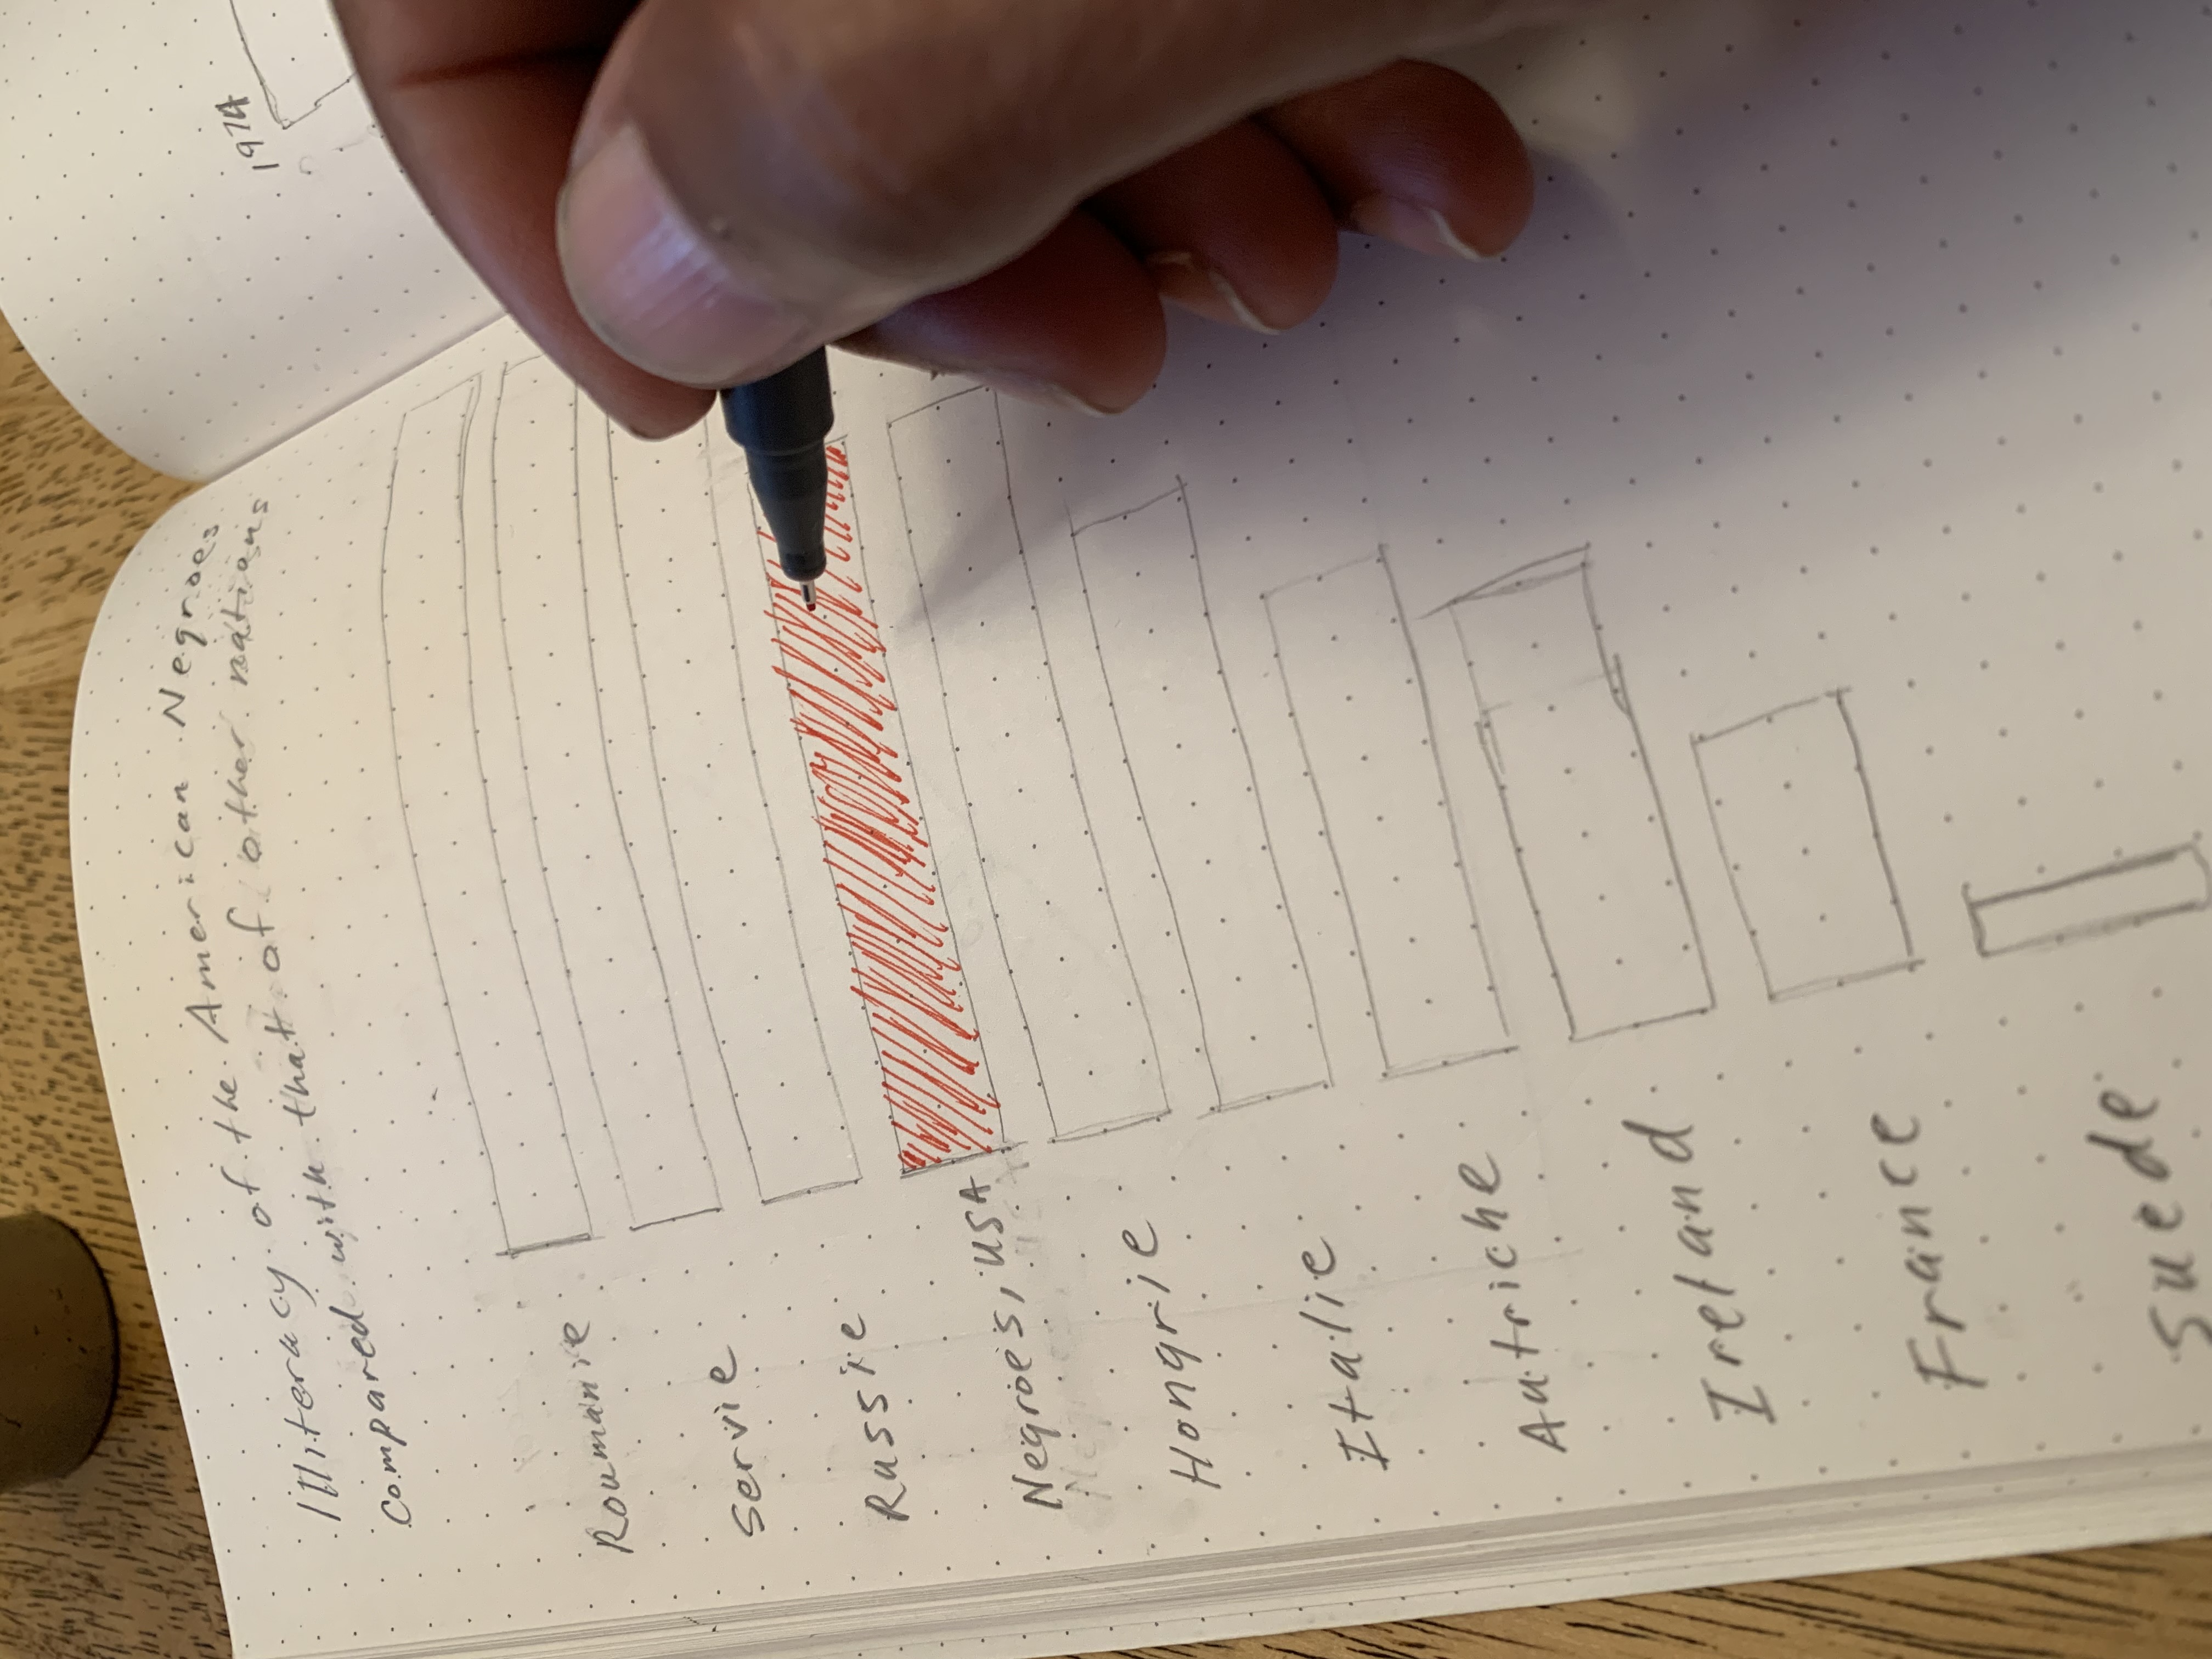 Illiteracy of the American Negroes
compared with that of other nations
1974
Roumanie
Servie
Russie
Negroes, USA
Hongrie
Italie
Autriche
Ireland
France
Suede